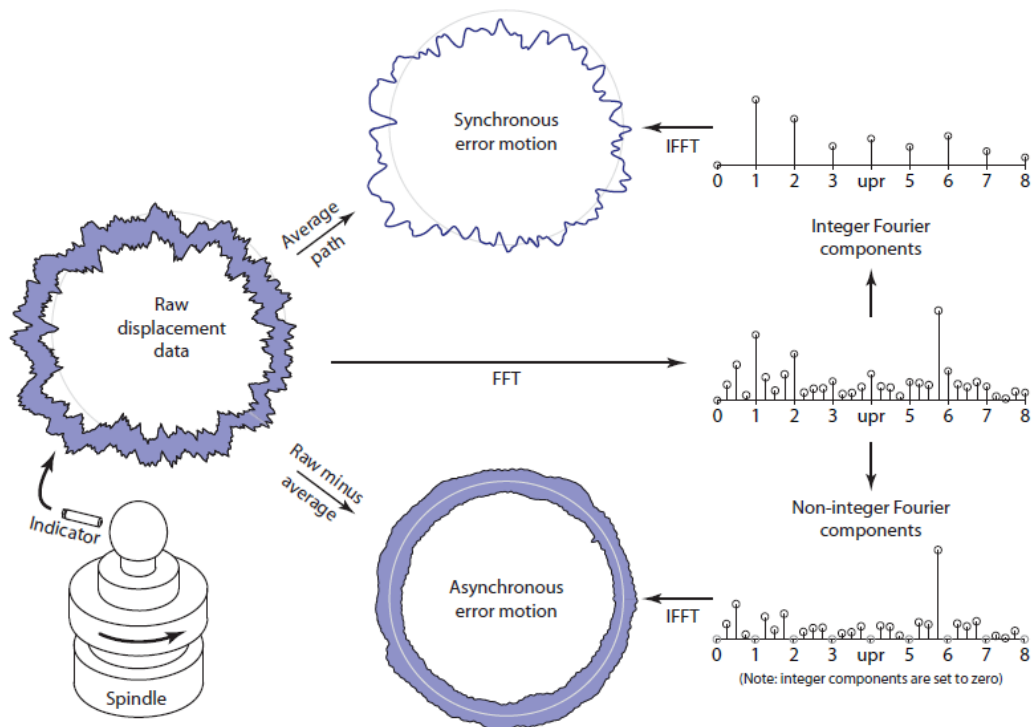 Synchronous
error motion
IFFT
0 1 2 3 upr 5 6 7 8
Integer Fourier
components
Average
path
Raw
displacement
data
FFT
0 1 2 3 upr 5 6 7 8
Raw minus
average
Non-integer Fourier
components
Indicator
Asynchronous
error motion
IFFT
0 1 2 3 upr 5 6 7 8
(Note: integer components are set to zero)
Spindle